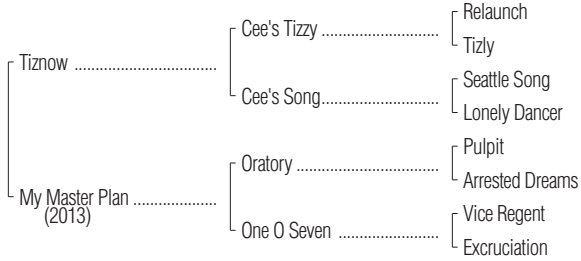 Relaunch
Cee's Tizzy ..............................
Tizly
Tiznow .....................................
Seattle Song
Cee's Song..............................
Lonely Dancer
Pulpit
Oratory .....................................
Arrested Dreams
My Master Plan .....................
(2013)
Vice Regent
One O Seven ..........................
Excruciation